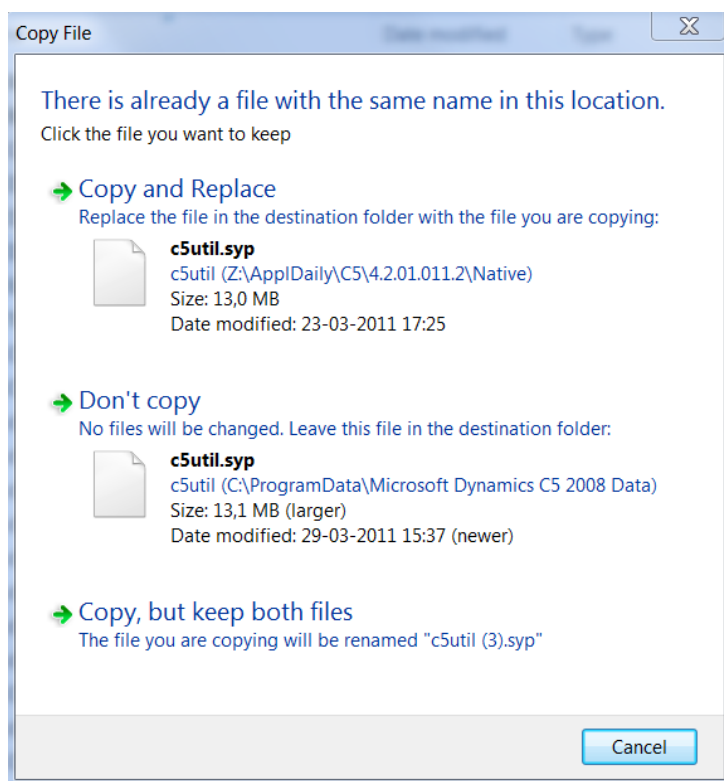 Copy File
Date modified Type
There is already a file with the same name in this location.
Click the file you want to keep
Copy and Replace
Replace the file in the destination folder with the file you are copying:
c5util.syp
c5util (Z:\ApplDaily\C5\4.2.01.011.2\Native)
Size: 13,0 MB
Date modified: 23-03-2011 17:25
Don't copy
No files will be changed. Leave this file in the destination folder:
c5util.syp
c5util (C:\ProgramData\Microsoft Dynamics C5 2008 Data)
Size: 13,1 MB (larger)
Date modified: 29-03-2011 15:37 (newer)
Copy, but keep both files
The file you are copying will be renamed "c5util (3).syp"
Cancel